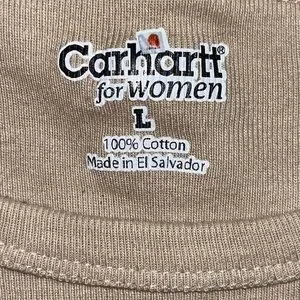 Carhartt®
for women
L
100% Cotton
Made in El Salvador